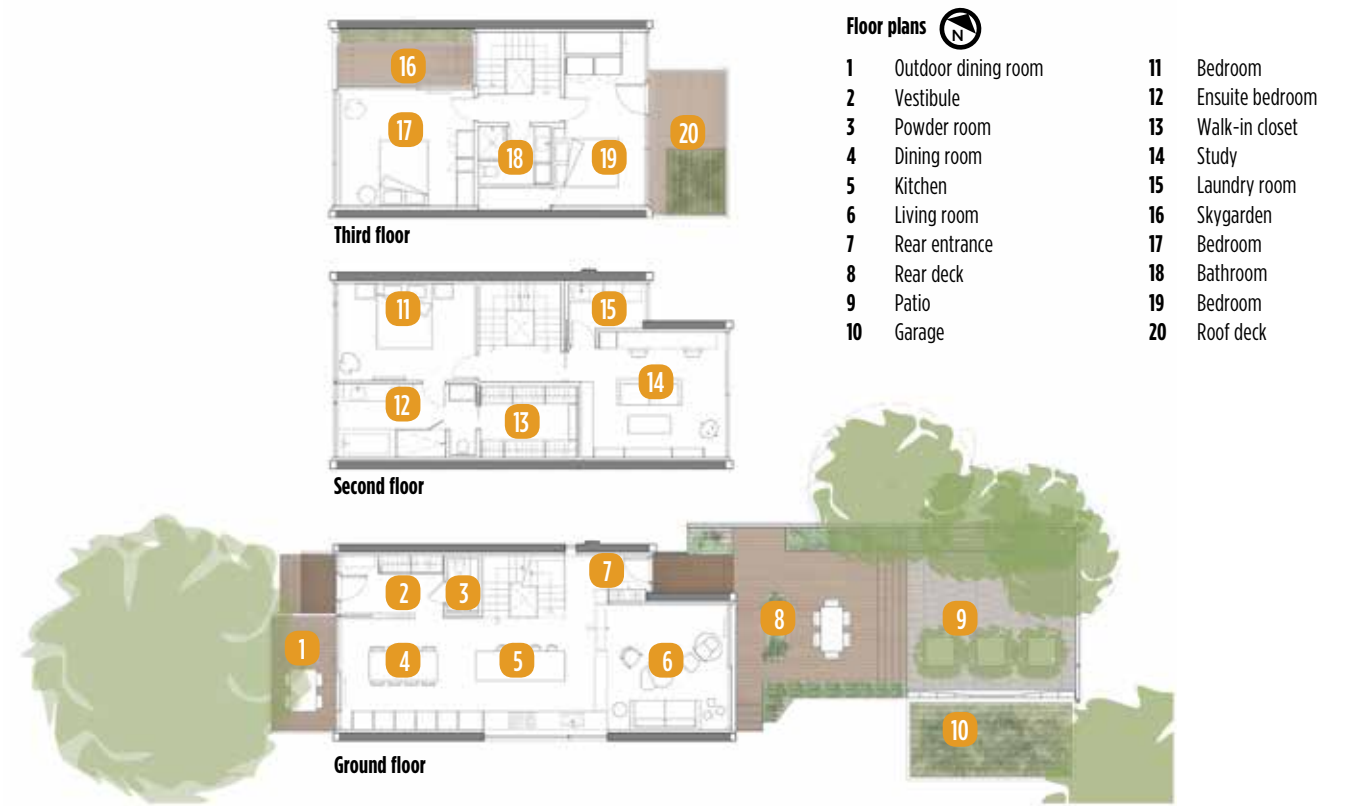 Floor plans N
1 Outdoor dining room
2 Vestibule
3 Powder room
4 Dining room
5 Kitchen
6 Living room
7 Rear entrance
8 Rear deck
9 Patio
10 Garage
11 Bedroom
12 Ensuite bedroom
13 Walk-in closet
14 Study
15 Laundry room
16 Skygarden
17 Bedroom
18 Bathroom
19 Bedroom
20 Roof deck
16
17
18
19
20
Third floor
11
15
12
13
14
Second floor
2
3
7
1
4
5
6
8
9
10
Ground floor